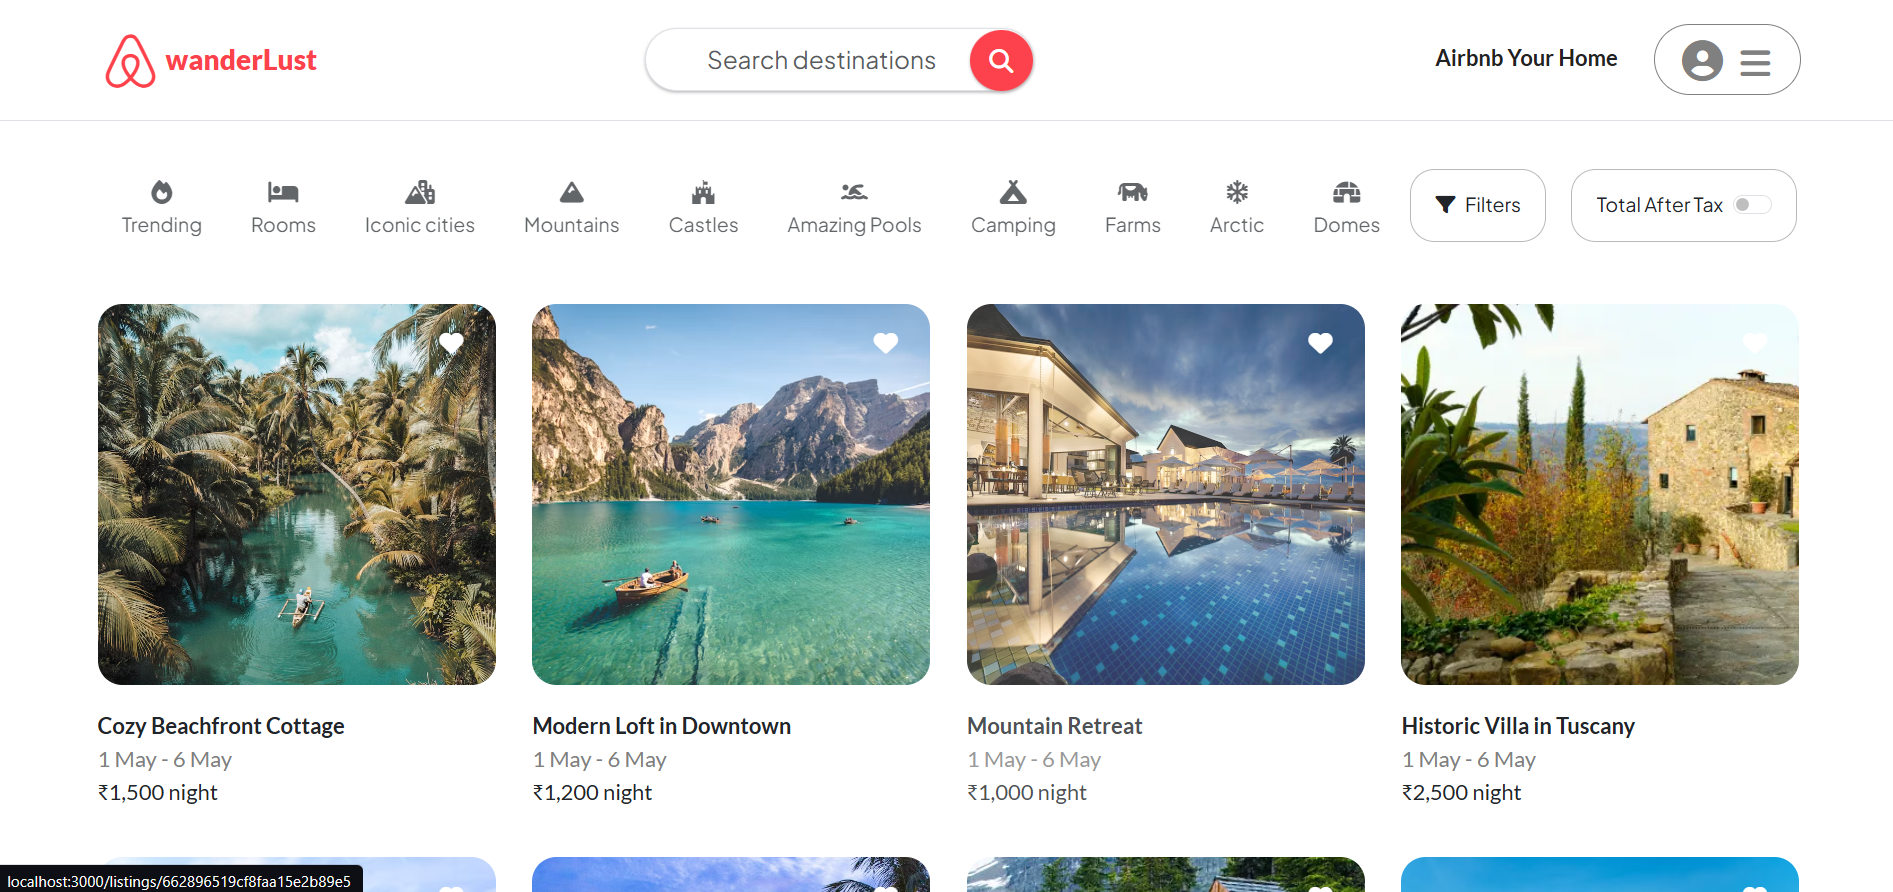 wanderLust
Search destinations
Airbnb Your Home
Trending
Rooms
Iconic cities
Mountains
Castles
Amazing Pools
Camping
Farms
Arctic
Domes
Filters
Total After Tax
Cozy Beachfront Cottage
1 May - 6 May
₹1,500 night
Modern Loft in Downtown
1 May - 6 May
₹1,200 night
Mountain Retreat
1 May - 6 May
₹1,000 night
Historic Villa in Tuscany
1 May - 6 May
₹2,500 night
localhost:3000/listings/662896519cf8faa15e2b89e5